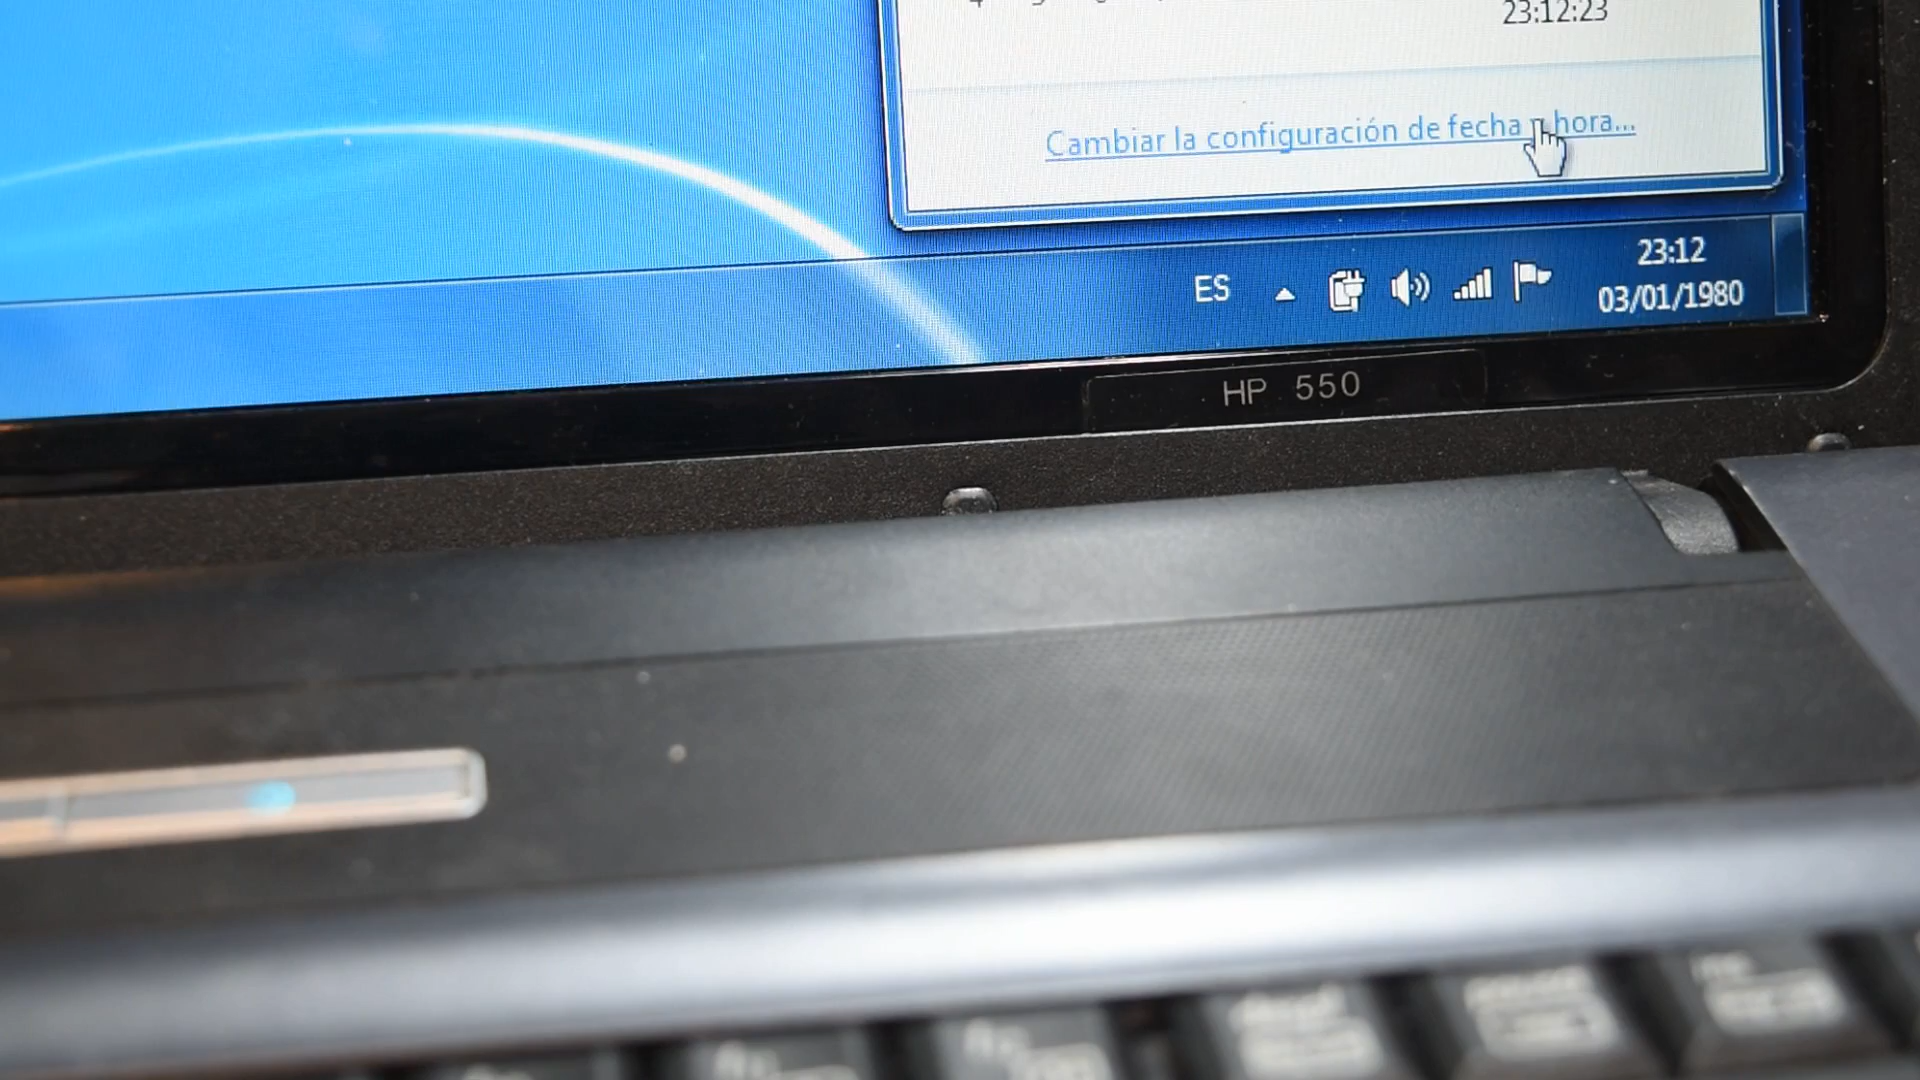 23:12:23
Cambiar la configuración de fecha y hora...
ES
23:12
03/01/1980
HP 550